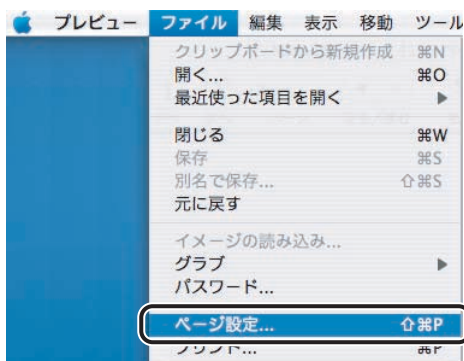 プレビュー ファイル 編集 表示 移動 ツール
クリップボードから新規作成 ⌘N
開く... ⌘O
最近使った項目を開く ▶
閉じる ⌘W
保存 ⌘S
別名で保存... ⇧⌘S
元に戻す
イメージの読み込み...
グラブ ▶
パスワード...
ページ設定... ⇧⌘P
プリント... ⌘P